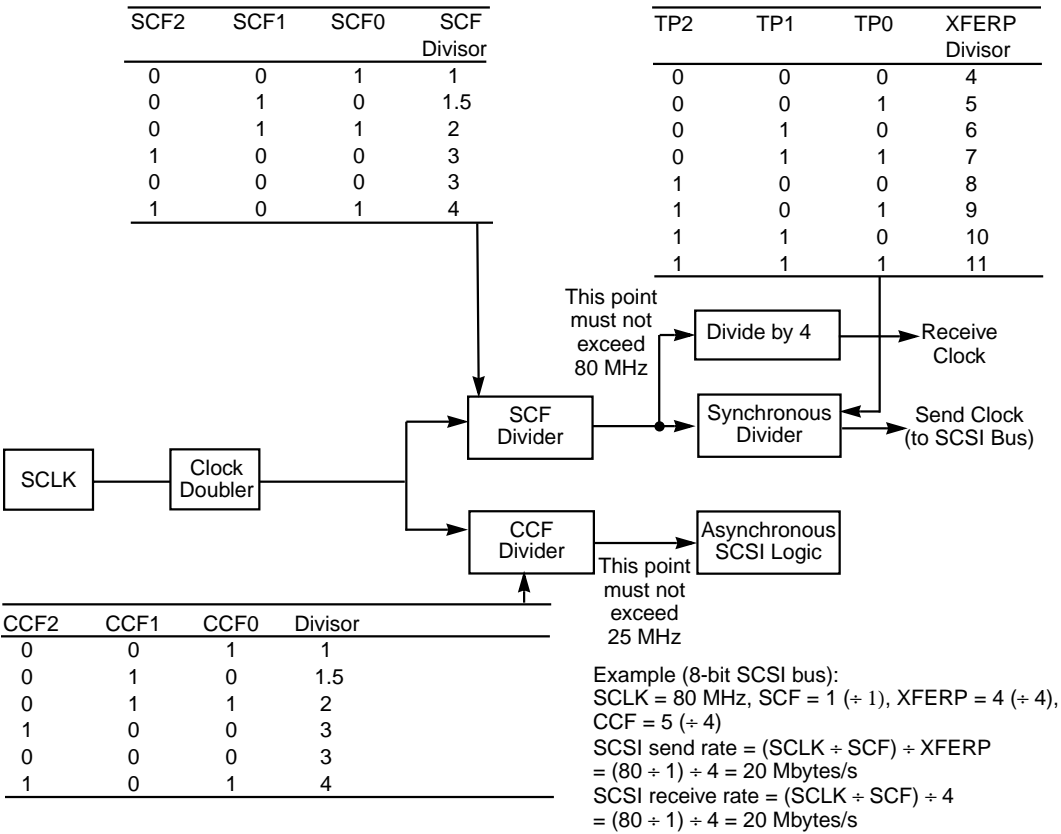 SCF2 SCF1 SCF0 SCF Divisor
0 0 1 1
0 1 0 1.5
0 1 1 2
1 0 0 3
0 0 0 3
1 0 1 4
TP2 TP1 TP0 XFERP Divisor
0 0 0 4
0 0 1 5
0 1 0 6
0 1 1 7
1 0 0 8
1 0 1 9
1 1 0 10
1 1 1 11
This point
must not
exceed
80 MHz
Divide by 4
Receive
Clock
SCF
Divider
Synchronous
Divider
Send Clock
(to SCSI Bus)
SCLK
Clock
Doubler
CCF
Divider
Asynchronous
SCSI Logic
This point
must not
exceed
25 MHz
CCF2 CCF1 CCF0 Divisor
0 0 1 1
0 1 0 1.5
0 1 1 2
1 0 0 3
0 0 0 3
1 0 1 4
Example (8-bit SCSI bus):
SCLK = 80 MHz, SCF = 1 (÷ 1), XFERP = 4 (÷ 4),
CCF = 5 (÷ 4)
SCSI send rate = (SCLK ÷ SCF) ÷ XFERP
= (80 ÷ 1) ÷ 4 = 20 Mbytes/s
SCSI receive rate = (SCLK ÷ SCF) ÷ 4
= (80 ÷ 1) ÷ 4 = 20 Mbytes/s